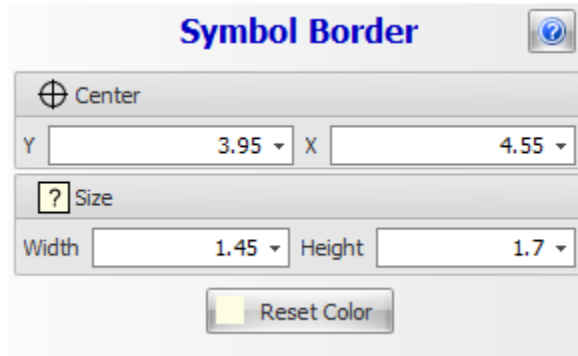 Symbol Border
?
Center
Y 3.95 X 4.55
? Size
Width 1.45 Height 1.7
Reset Color